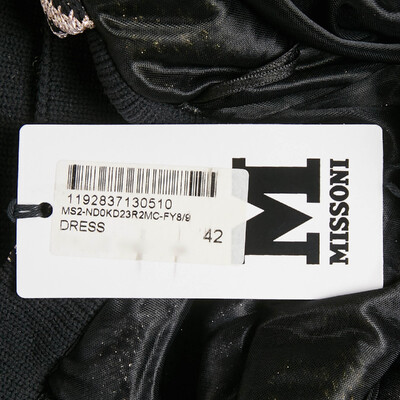 1192837130510
MS2-ND0KD23R2MC-FY8/9
DRESS 42
M
MISSONI